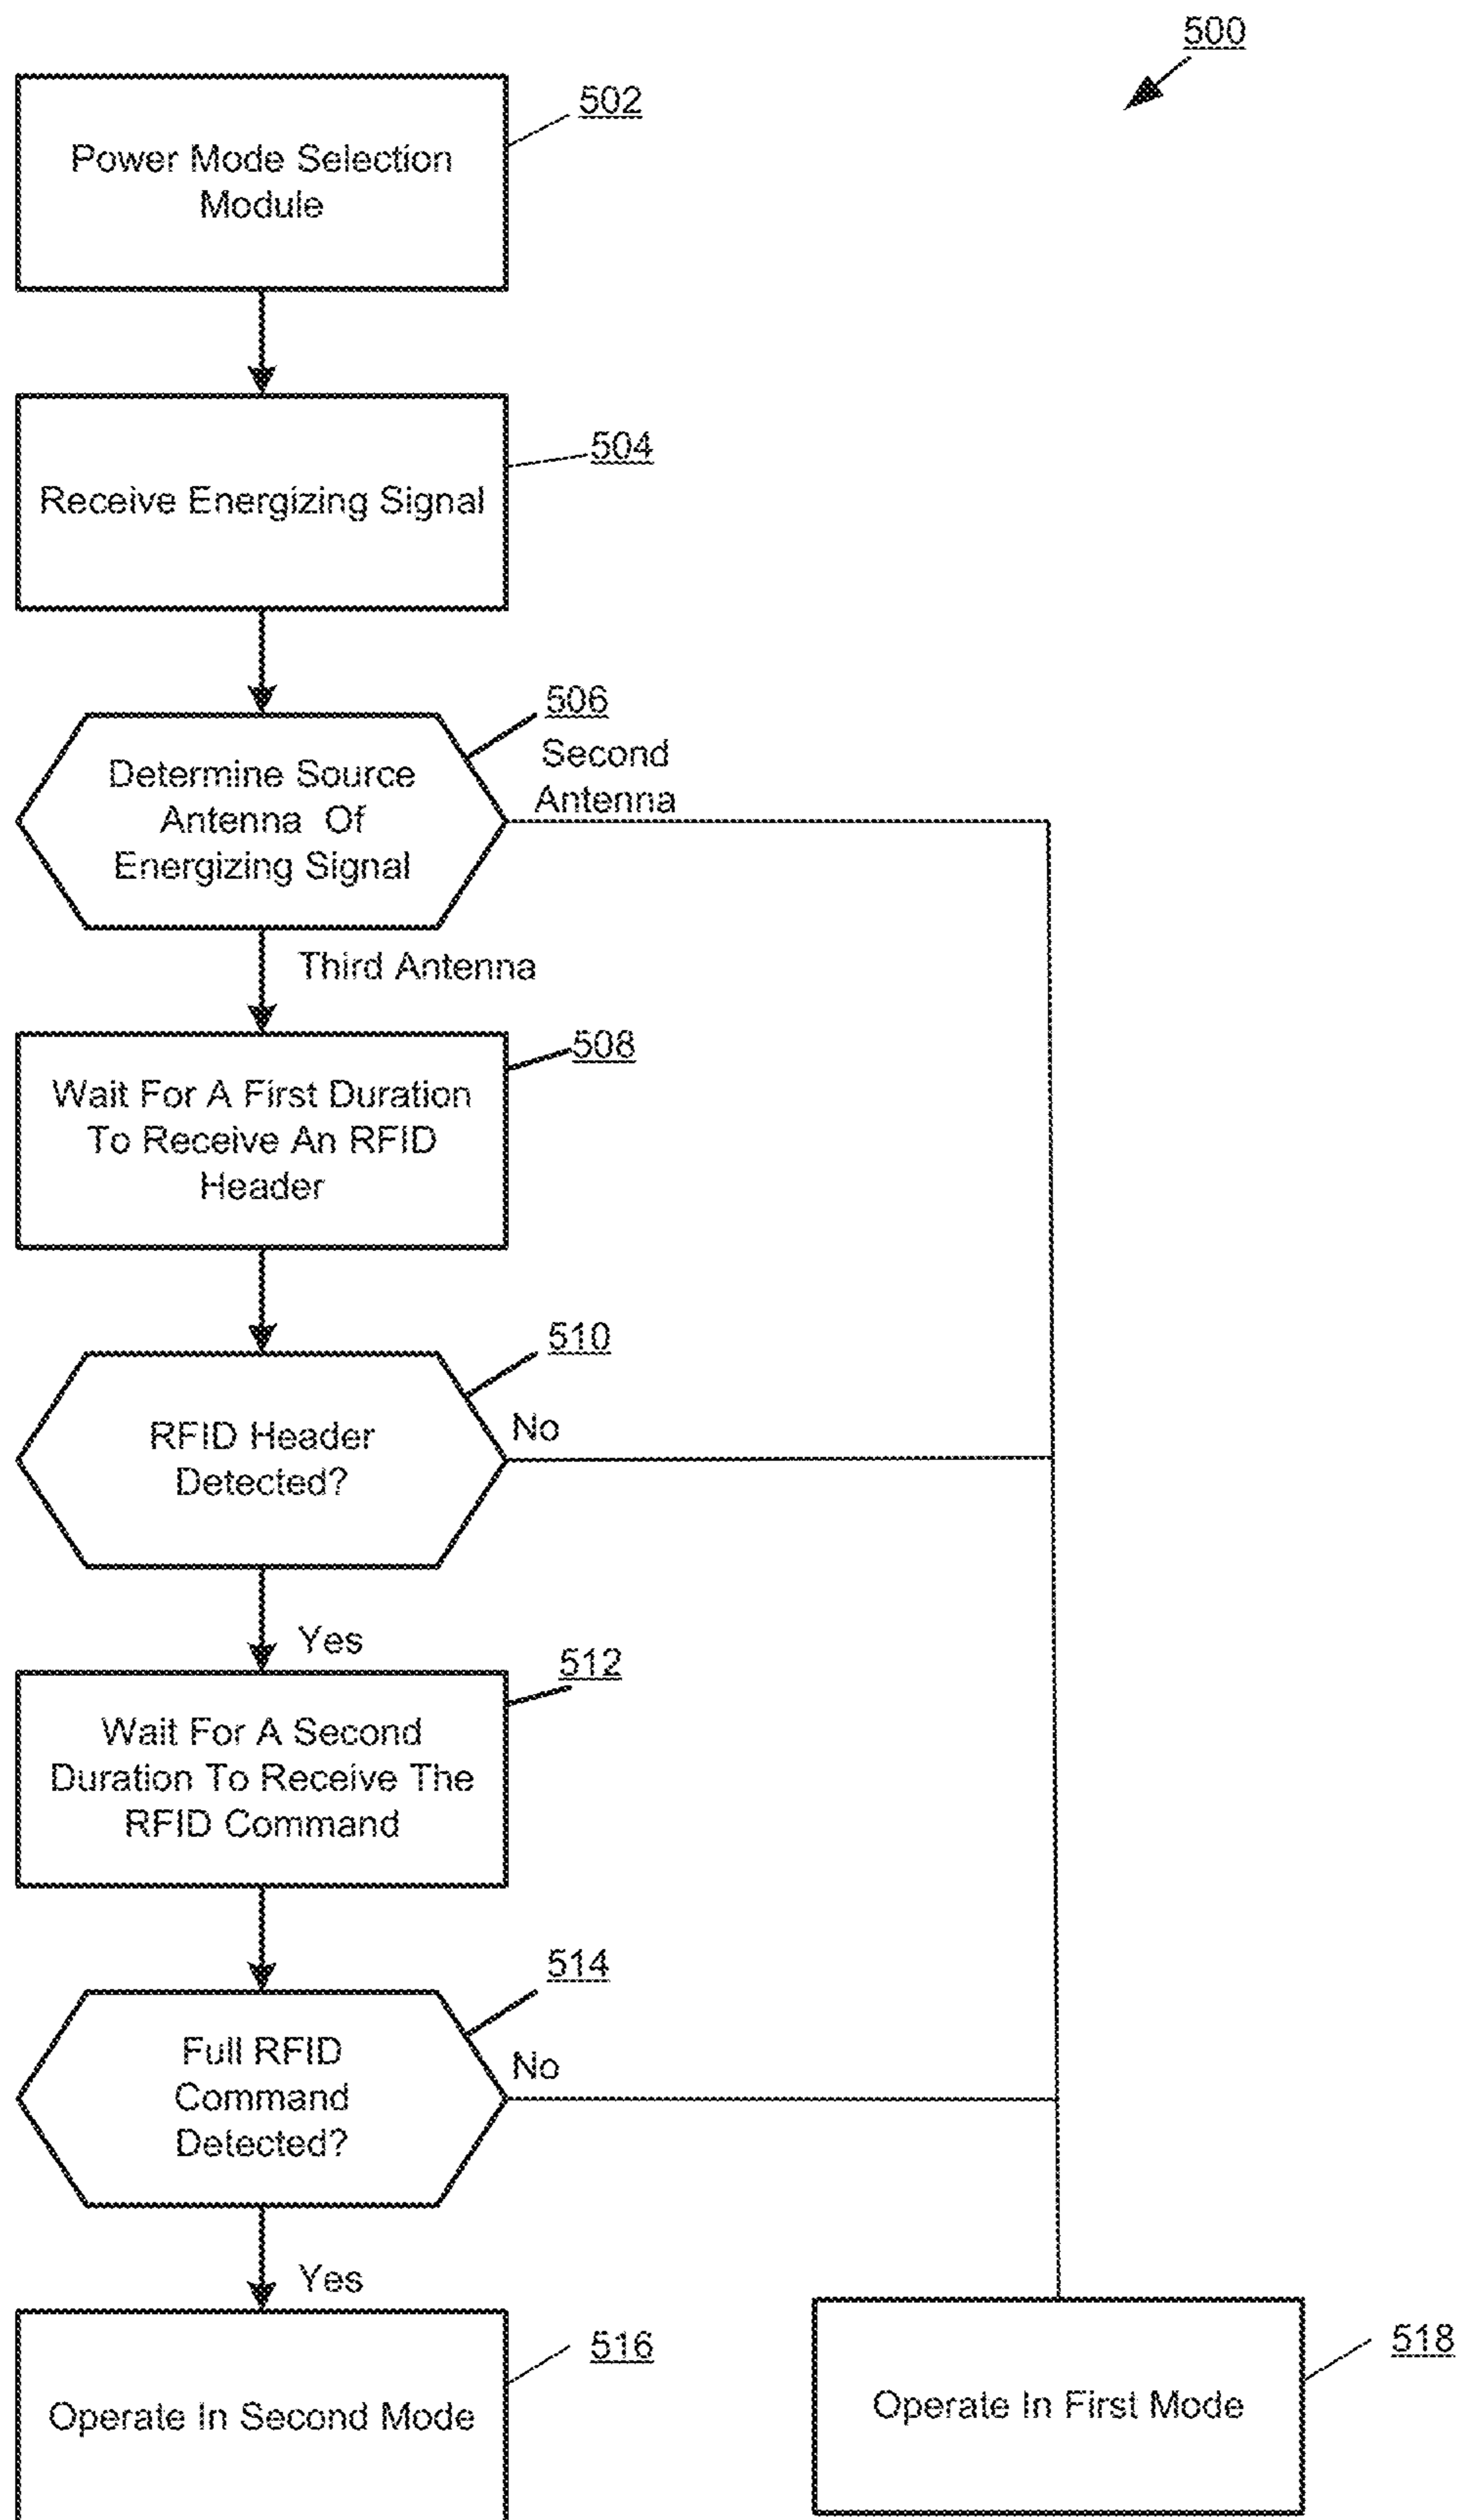 500
502
Power Mode Selection
Module
504
Receive Energizing Signal
506
Second
Antenna
Determine Source
Antenna Of
Energizing Signal
Third Antenna
508
Wait For A First Duration
To Receive An RFID
Header
510
RFID Header
Detected?
No
Yes
512
Wait For A Second
Duration To Receive The
RFID Command
514
Full RFID
Command
Detected?
No
Yes
516
Operate In Second Mode
518
Operate In First Mode